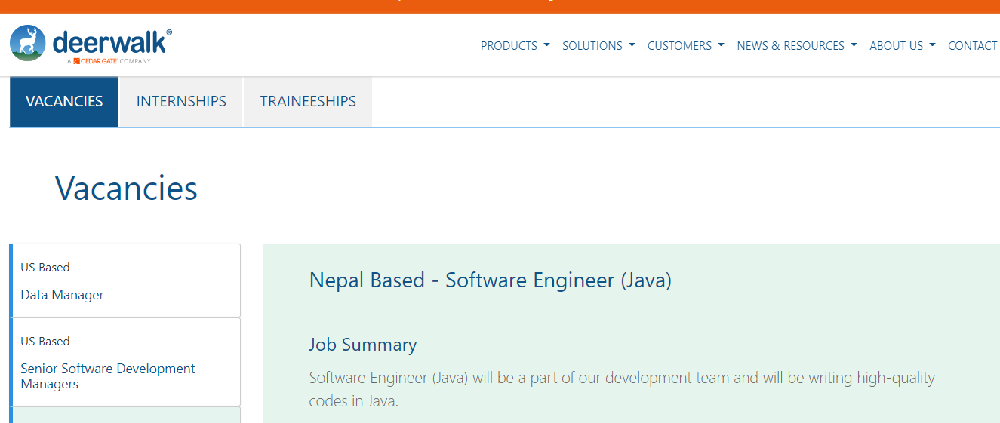 deerwalk®
A CEDAR GATE COMPANY
PRODUCTS SOLUTIONS CUSTOMERS NEWS & RESOURCES ABOUT US CONTACT
VACANCIES INTERNSHIPS TRAINEESHIPS
Vacancies
US Based
Data Manager
US Based
Senior Software Development
Managers
Nepal Based - Software Engineer (Java)
Job Summary
Software Engineer (Java) will be a part of our development team and will be writing high-quality
codes in Java.